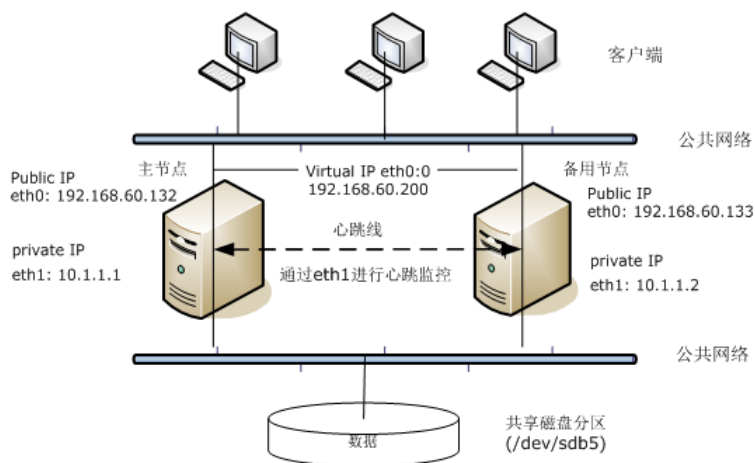 客户端
公共网络
主节点
Virtual IP eth0:0
192.168.60.200
备用节点
Public IP
eth0: 192.168.60.132
Public IP
eth0: 192.168.60.133
心跳线
private IP
eth1: 10.1.1.1
通过eth1进行心跳监控
private IP
eth1: 10.1.1.2
公共网络
数据
共享磁盘分区
(/dev/sdb5)